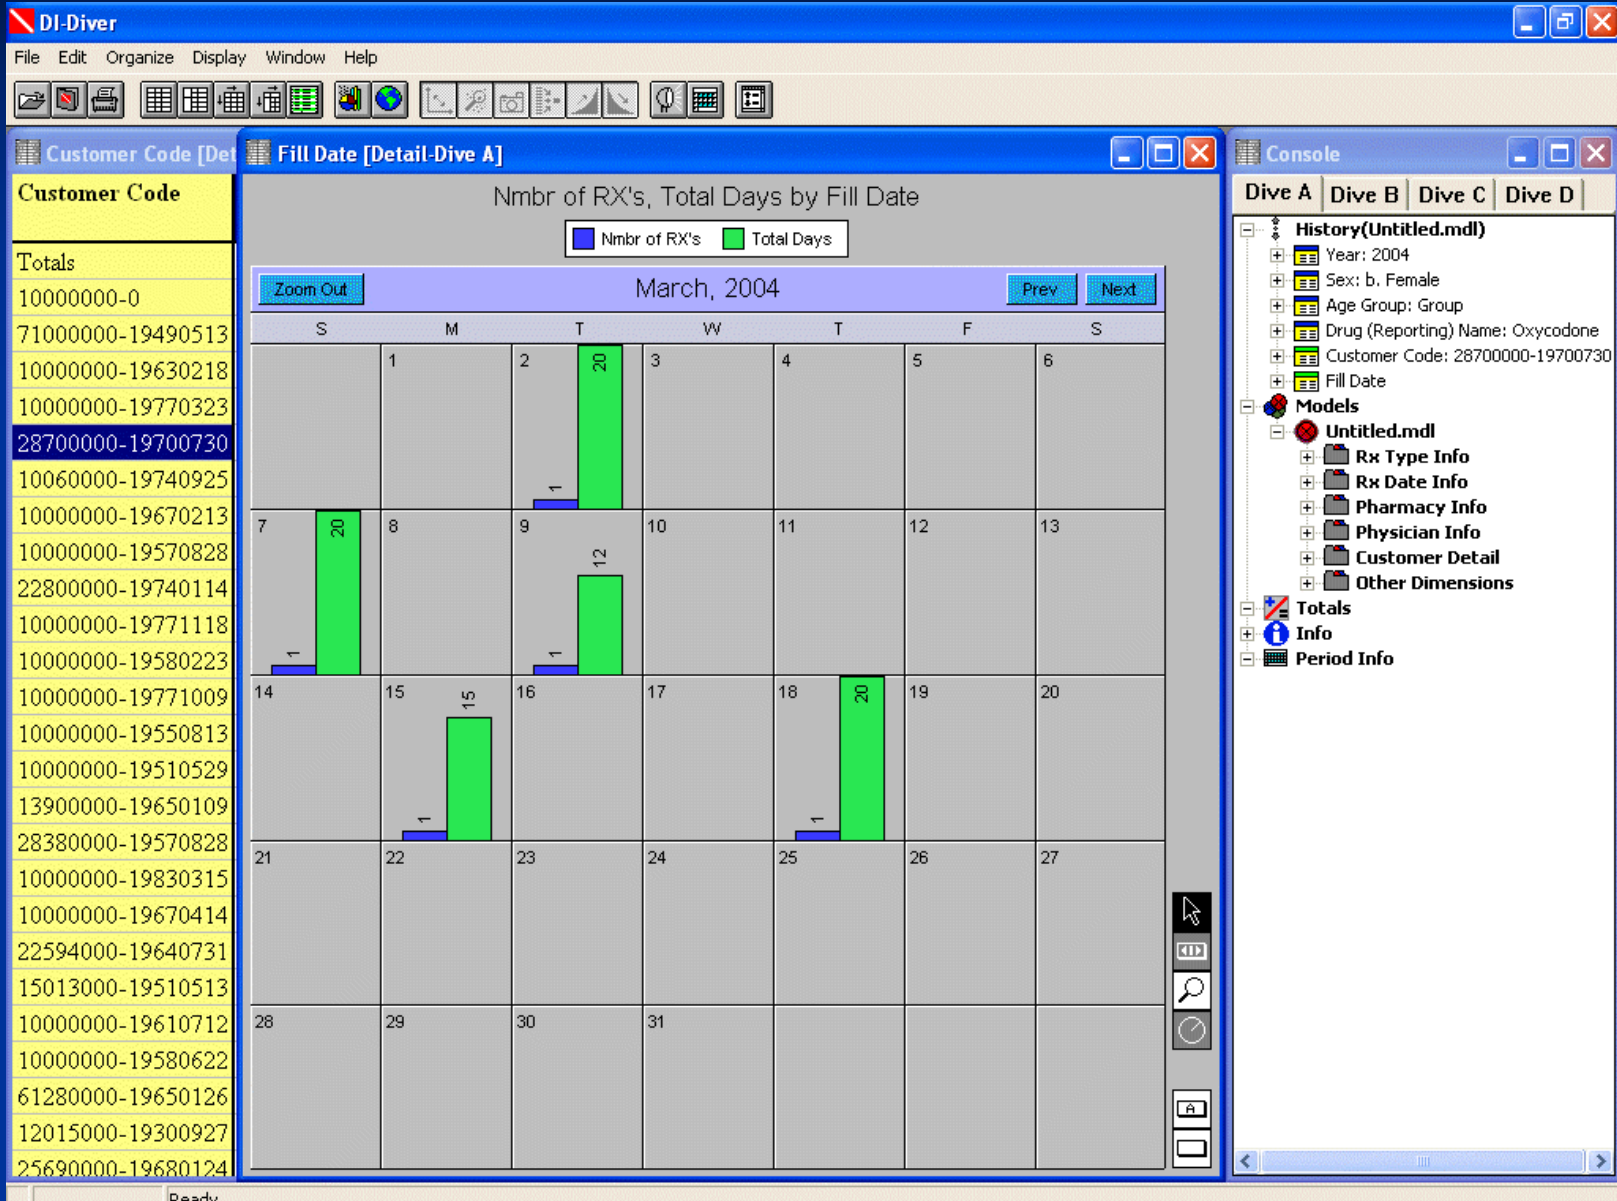 DI-Diver
File Edit Organize Display Window Help
Customer Code [Det
Customer Code
Totals
10000000-0
71000000-19490513
10000000-19630218
10000000-19770323
28700000-19700730
10060000-19740925
10000000-19670213
10000000-19570828
22800000-19740114
10000000-19771118
10000000-19580223
10000000-19771009
10000000-19550813
10000000-19510529
13900000-19650109
28380000-19570828
10000000-19830315
10000000-19670414
22594000-19640731
15013000-19510513
10000000-19610712
10000000-19580622
61280000-19650126
12015000-19300927
25690000-19680124
Fill Date [Detail-Dive A]
Nmbr of RX's, Total Days by Fill Date
Nmbr of RX's Total Days
Zoom Out March, 2004 Prev Next
S M T W T F S
1 2 3 4 5 6
20
1
7 8 9 10 11 12 13
20 12
1 1
14 15 16 17 18 19 20
15 20
1 1
21 22 23 24 25 26 27
28 29 30 31
A
Console
Dive A Dive B Dive C Dive D
History(Untitled.mdl)
Year: 2004
Sex: b. Female
Age Group: Group
Drug (Reporting) Name: Oxycodone
Customer Code: 28700000-19700730
Fill Date
Models
Untitled.mdl
Rx Type Info
Rx Date Info
Pharmacy Info
Physician Info
Customer Detail
Other Dimensions
Totals
Info
Period Info
Ready